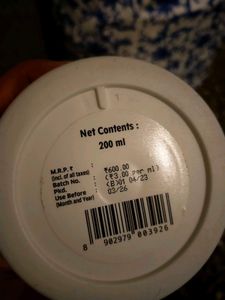 Net Contents :
200 ml
M.R.P. ₹ : ₹600.00
(incl. of all taxes) (₹3.00 Per ml)
Batch No. : (B)01 04/23
Pkd. :
Use Before : 03/26
(Month and Year)
8 902979 003926